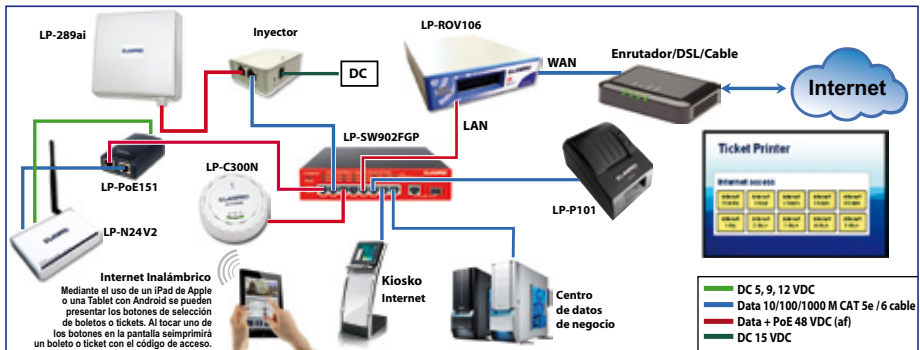 LP-289ai
Inyector
LP-ROV106
DC
WAN
Enrutador/DSL/Cable
Internet
LAN
LP-SW902FGP
LP-PoE151
LP-C300N
LP-P101
Ticket Printer
Internet access
LP-N24V2
Internet Inalámbrico
Mediante el uso de un iPad de Apple
o una Tablet con Android se pueden
presentar los botones de selección
de boletos o tickets. Al tocar uno de
los botones en la pantalla seimprimirá
un boleto o ticket con el código de acceso.
Kiosko
Internet
Centro
de datos
de negocio
DC 5, 9, 12 VDC
Data 10/100/1000 M CAT 5e / 6 cable
Data + PoE 48 VDC (af)
DC 15 VDC